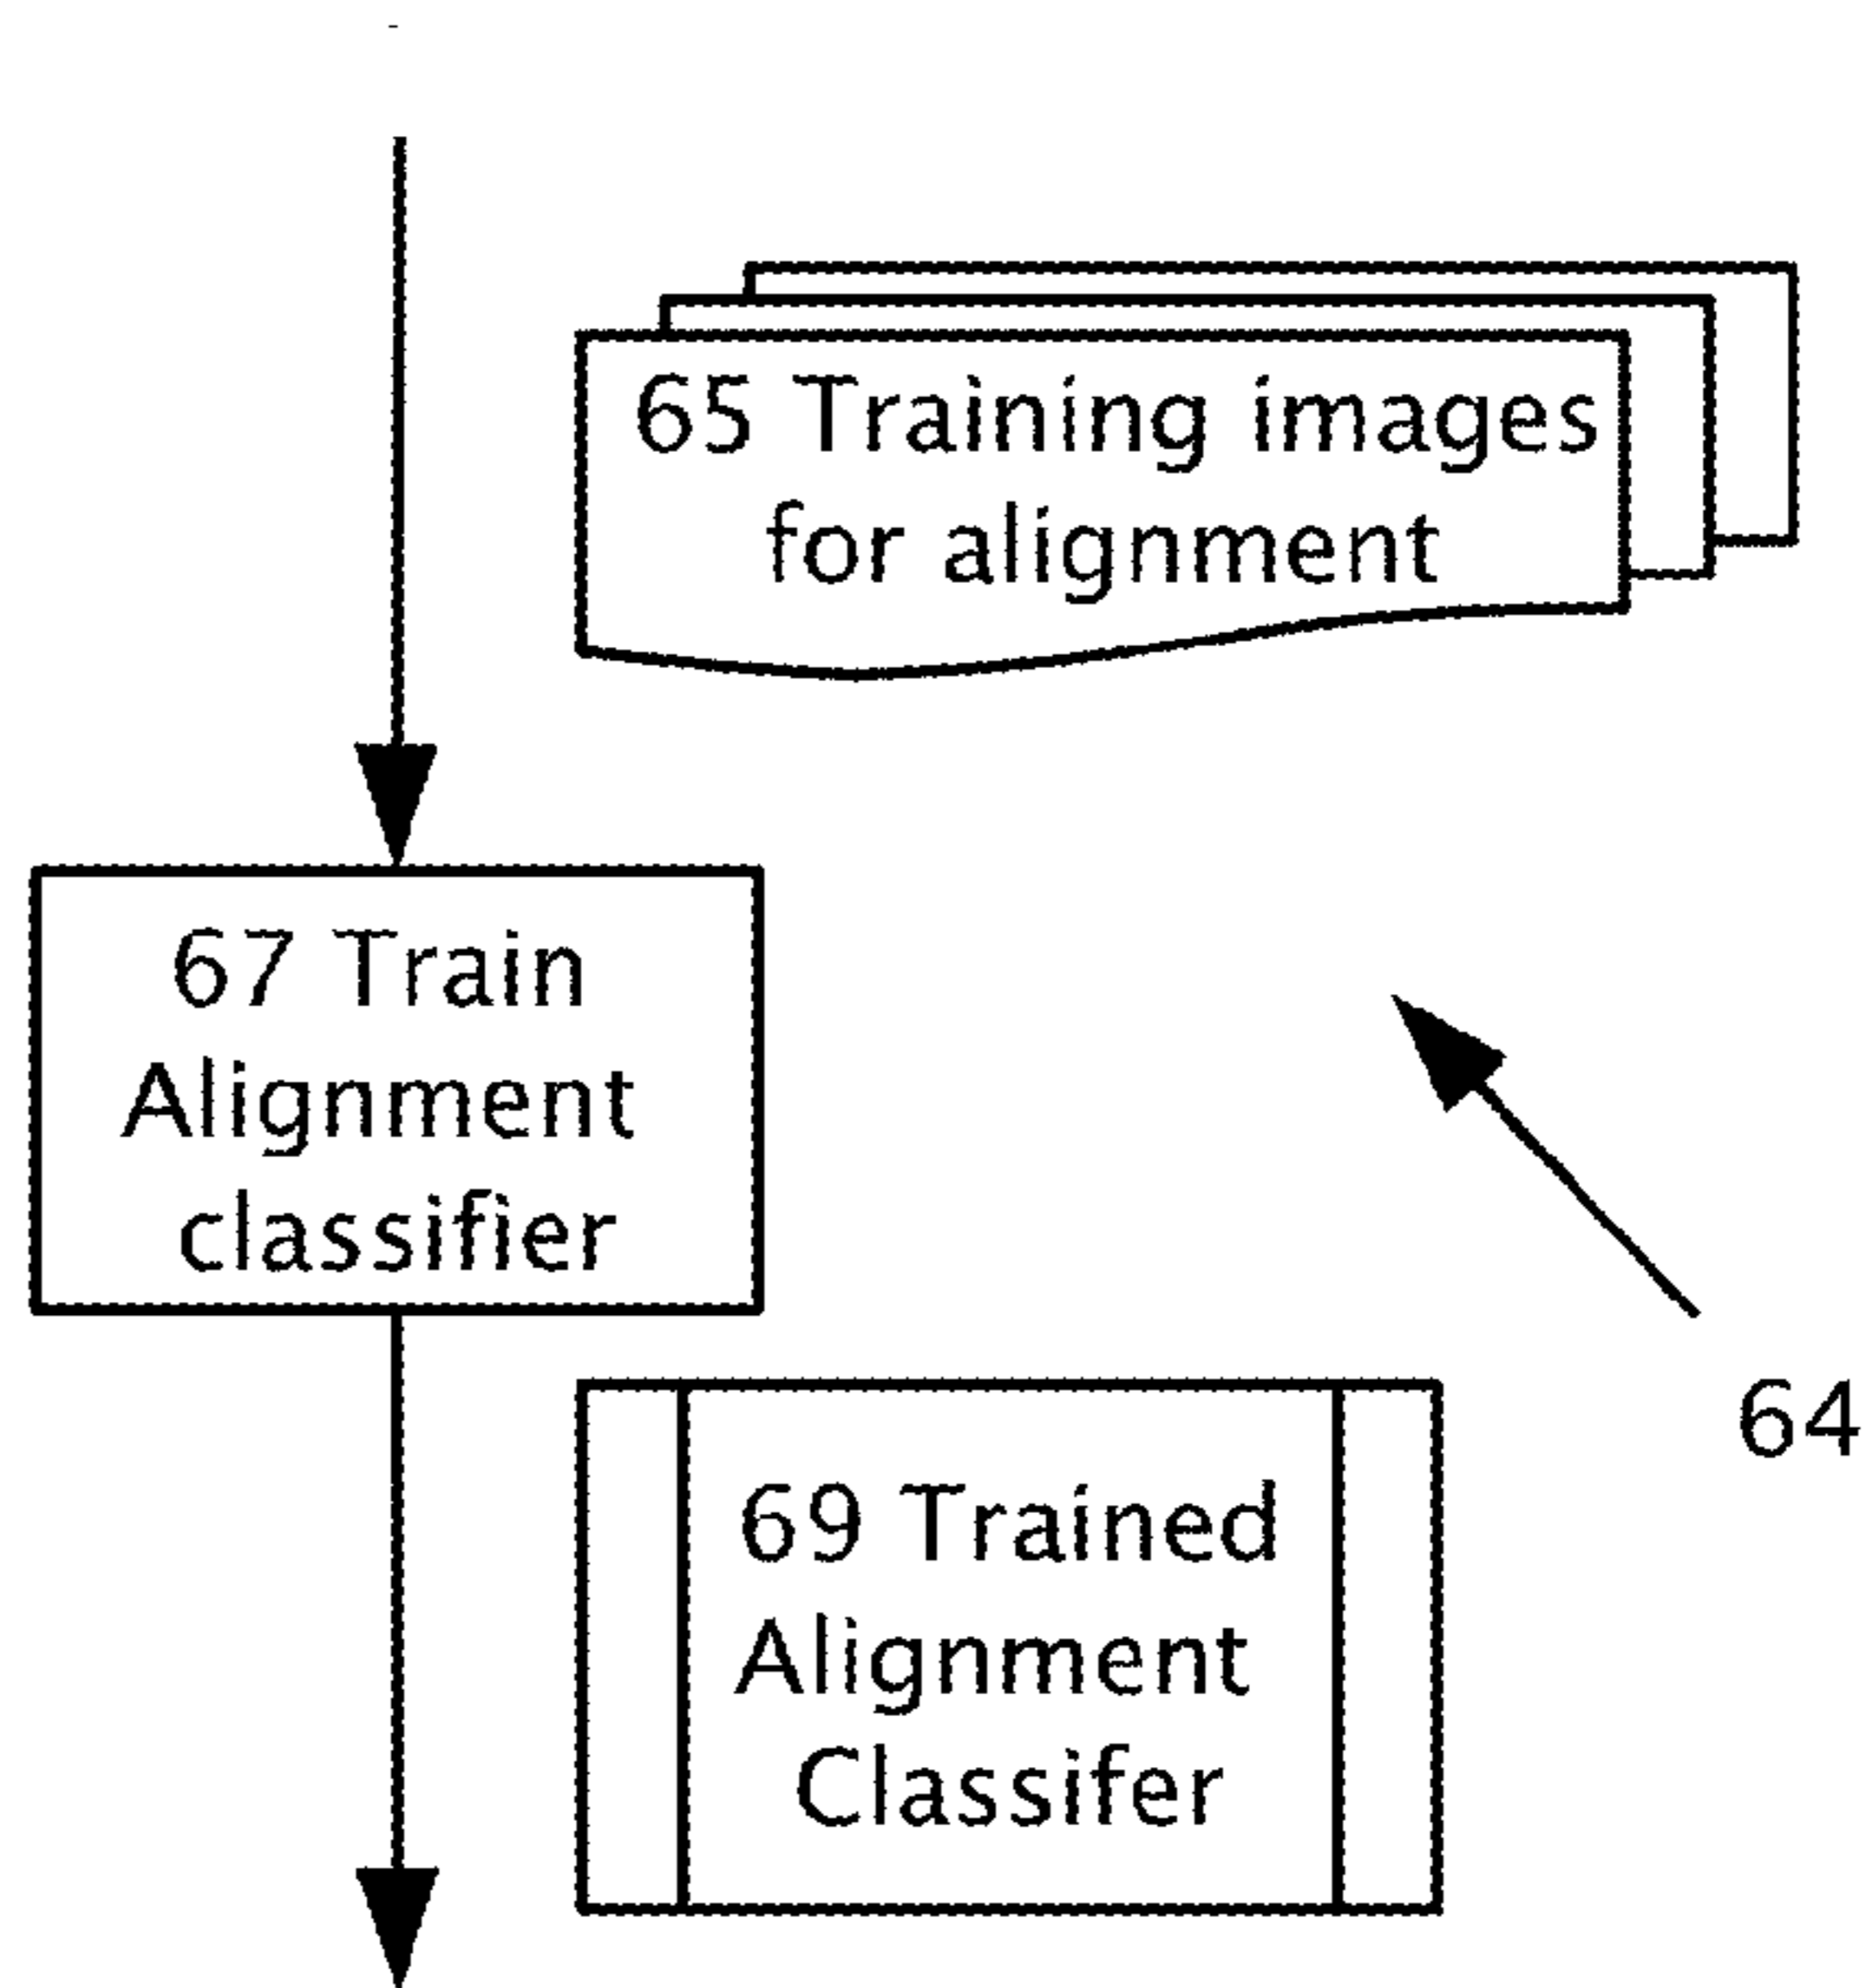 65 Training images
for alignment
67 Train
Alignment
classifier
64
69 Trained
Alignment
Classifer